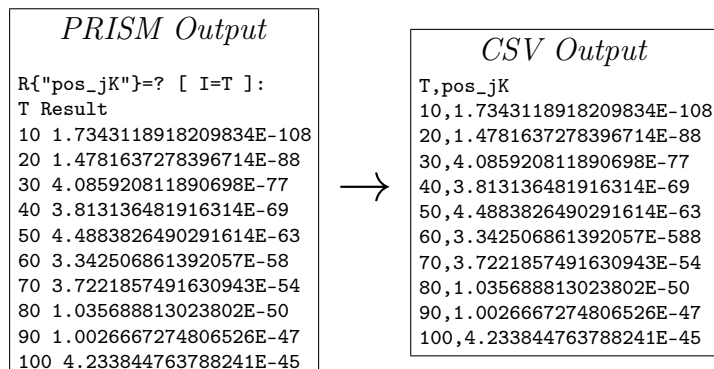 PRISM Output
R{"pos_jK"}=? [ I=T ]:
T Result
10 1.7343118918209834E-108
20 1.4781637278396714E-88
30 4.085920811890698E-77
40 3.813136481916314E-69
50 4.4883826490291614E-63
60 3.342506861392057E-58
70 3.7221857491630943E-54
80 1.035688813023802E-50
90 1.0026667274806526E-47
100 4.233844763788241E-45
CSV Output
T,pos_jK
10,1.7343118918209834E-108
20,1.4781637278396714E-88
30,4.085920811890698E-77
40,3.813136481916314E-69
50,4.4883826490291614E-63
60,3.342506861392057E-588
70,3.7221857491630943E-54
80,1.035688813023802E-50
90,1.0026667274806526E-47
100,4.233844763788241E-45